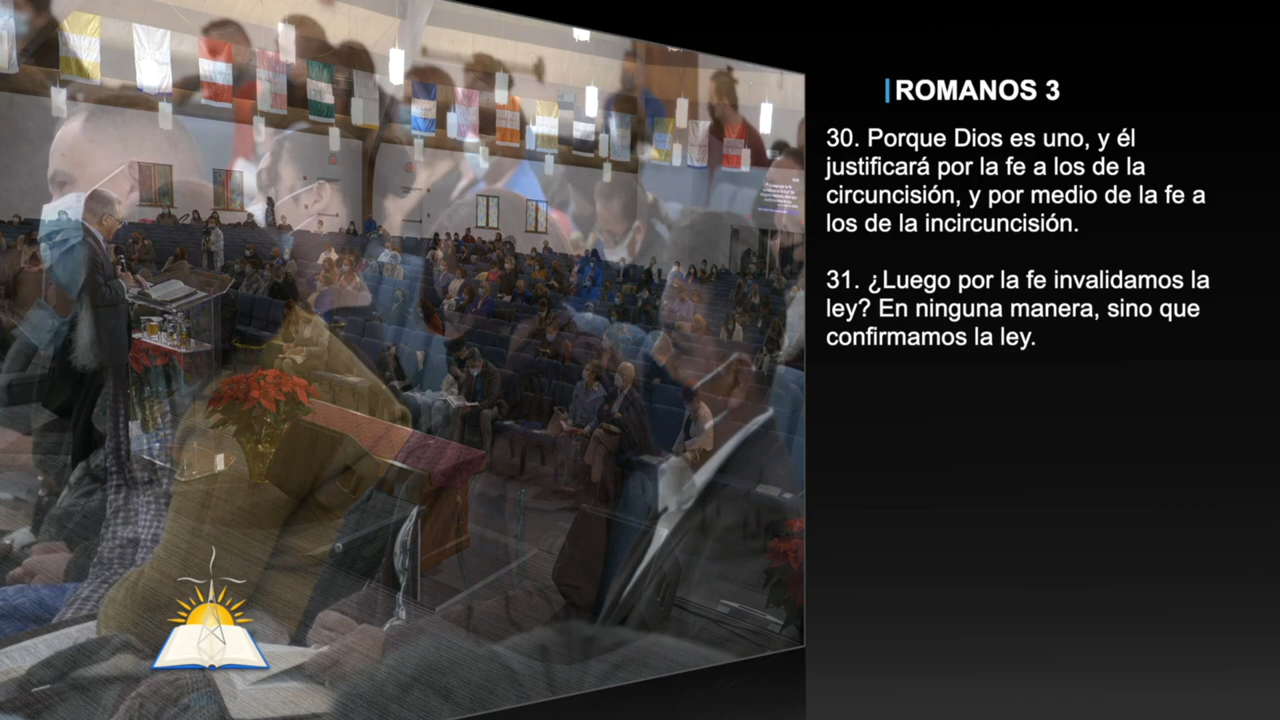 ROMANOS 3
30. Porque Dios es uno, y él
justificará por la fe a los de la
circuncisión, y por medio de la fe a
los de la incircuncisión.
31. ¿Luego por la fe invalidamos la
ley? En ninguna manera, sino que
confirmamos la ley.